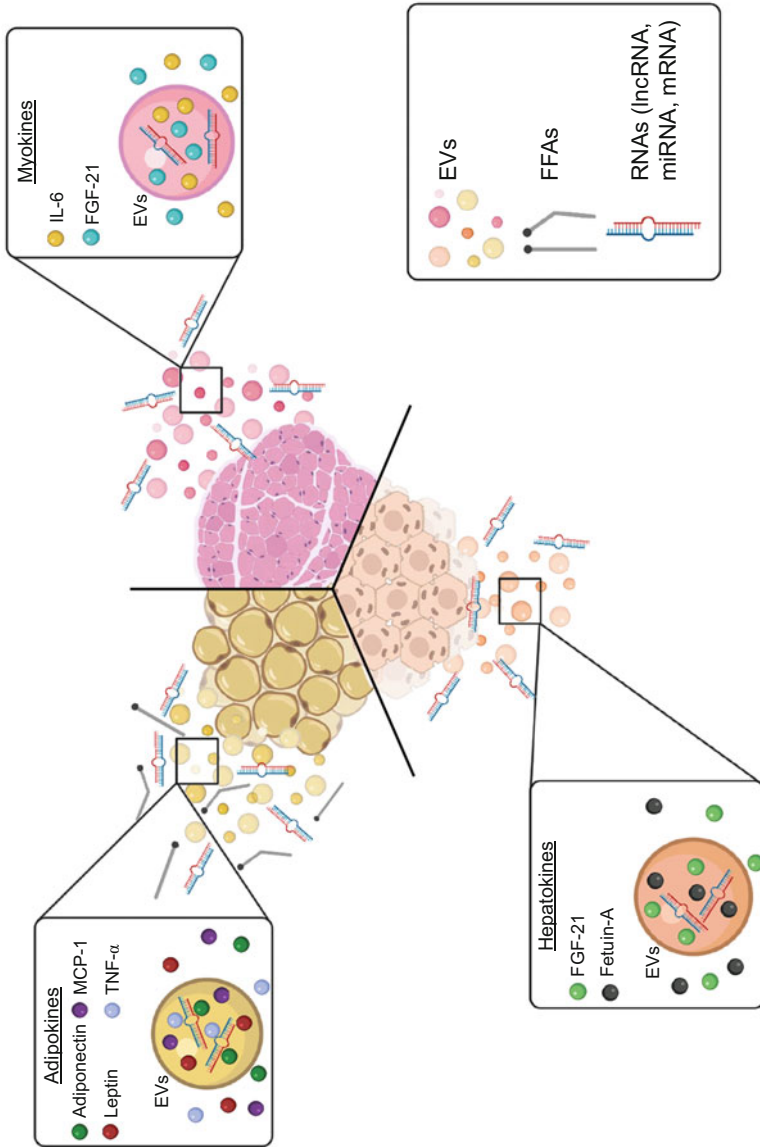 Adipokines
Adiponectin MCP-1
Leptin TNF-α
EVs
Myokines
IL-6
FGF-21
EVs
Hepatokines
FGF-21
Fetuin-A
EVs
EVs
FFAs
RNAs (lncRNA,
miRNA, mRNA)